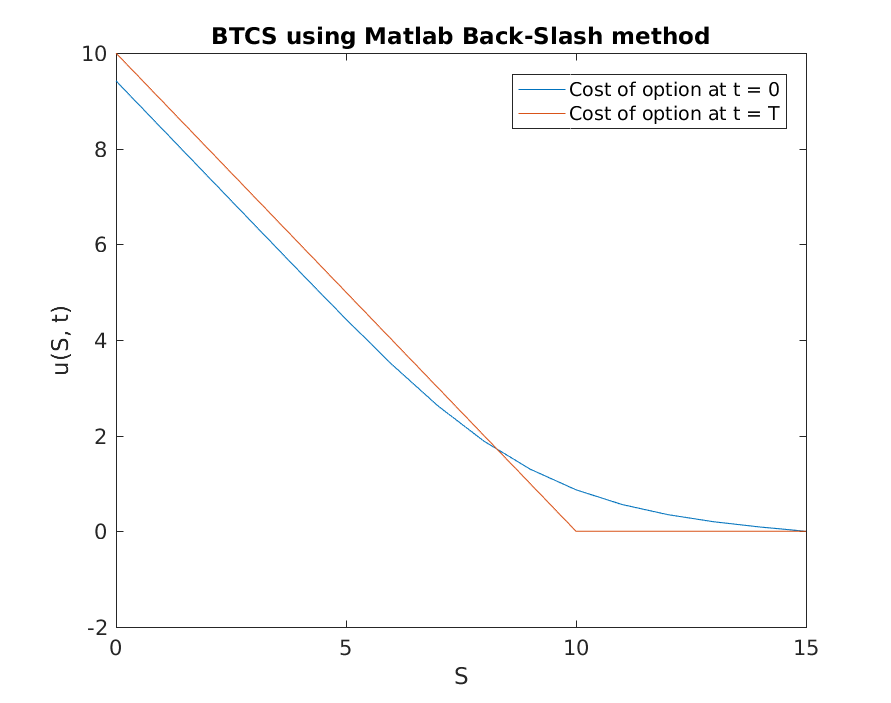 BTCS using Matlab Back-Slash method
Cost of option at t = 0
Cost of option at t = T
10
8
6
4
2
0
-2
u(S, t)
0 5 10 15
S